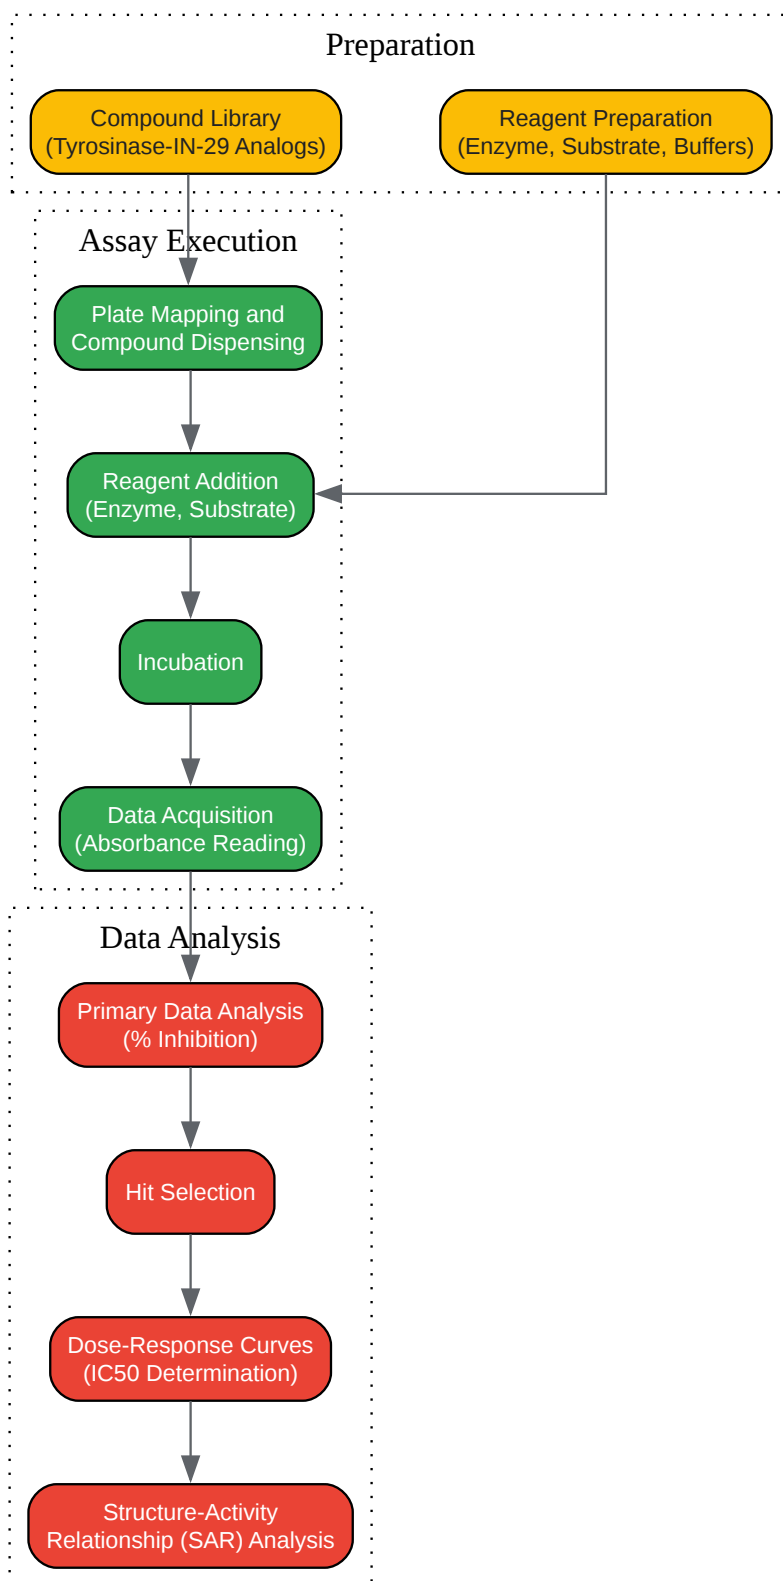 Preparation
Compound Library
(Tyrosinase-IN-29 Analogs)
Reagent Preparation
(Enzyme, Substrate, Buffers)
Assay Execution
Plate Mapping and
Compound Dispensing
Reagent Addition
(Enzyme, Substrate)
Incubation
Data Acquisition
(Absorbance Reading)
Data Analysis
Primary Data Analysis
(% Inhibition)
Hit Selection
Dose-Response Curves
(IC50 Determination)
Structure-Activity
Relationship (SAR) Analysis